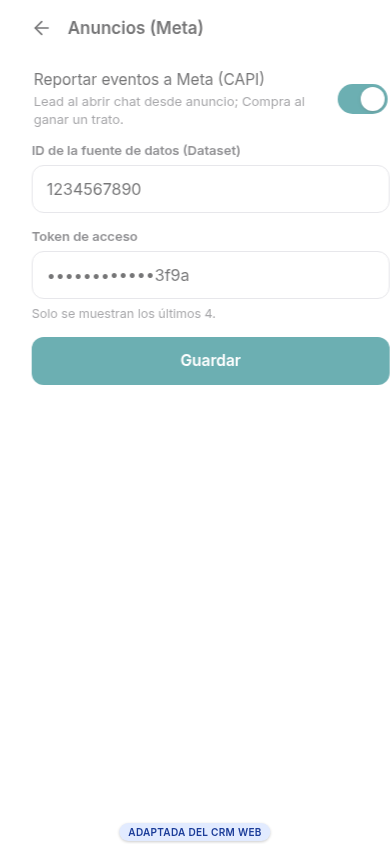 Anuncios (Meta)
Reportar eventos a Meta (CAPI)
Lead al abrir chat desde anuncio; Compra al
ganar un trato.
ID de la fuente de datos (Dataset)
1234567890
Token de acceso
••••••••••••3f9a
Solo se muestran los últimos 4.
Guardar
ADAPTADA DEL CRM WEB